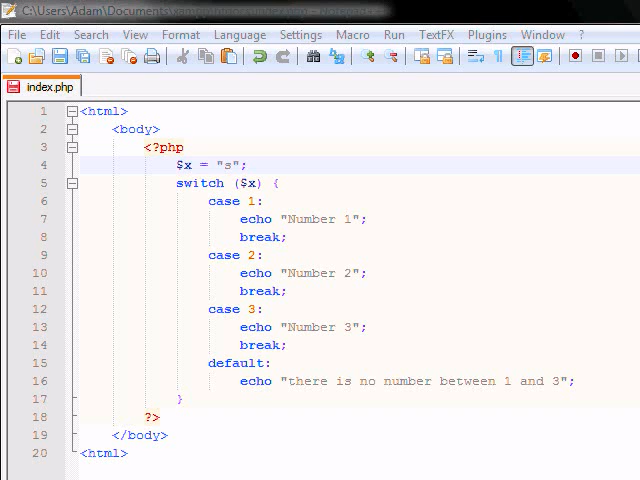 C:\Users\Adam\Documents\
File Edit Search View Format Language Settings Macro Run TextFX Plugins Window ?
index.php
1 <html>
2 <body>
3 <?php
4 $x = "s";
5 switch ($x) {
6 case 1:
7 echo "Number 1";
8 break;
9 case 2:
10 echo "Number 2";
11 break;
12 case 3:
13 echo "Number 3";
14 break;
15 default:
16 echo "there is no number between 1 and 3";
17 }
18 ?>
19 </body>
20 <html>